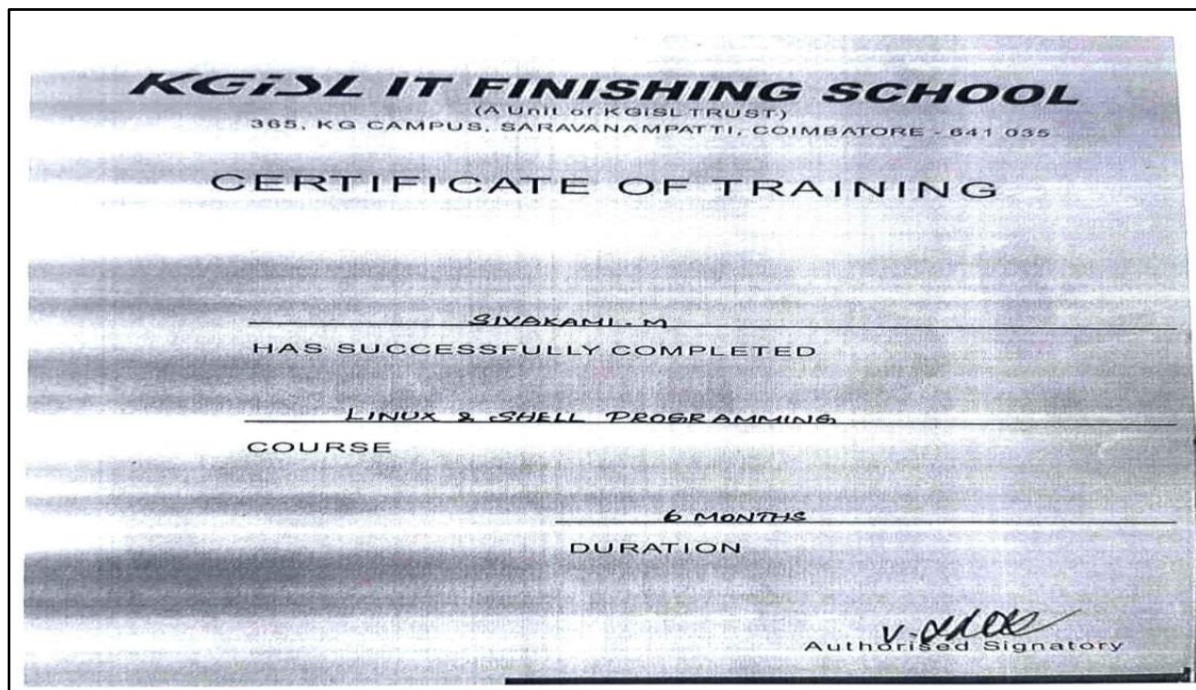 KGiSL IT FINISHING SCHOOL
(A Unit of KGISL TRUST)
365, KG CAMPUS, SARAVANAMPATTI, COIMBATORE - 641 035
CERTIFICATE OF TRAINING
SIVAKAMI-M
HAS SUCCESSFULLY COMPLETED
LINUX & SHELL PROGRAMMING
COURSE
6 MONTHS
DURATION
Authorised Signatory